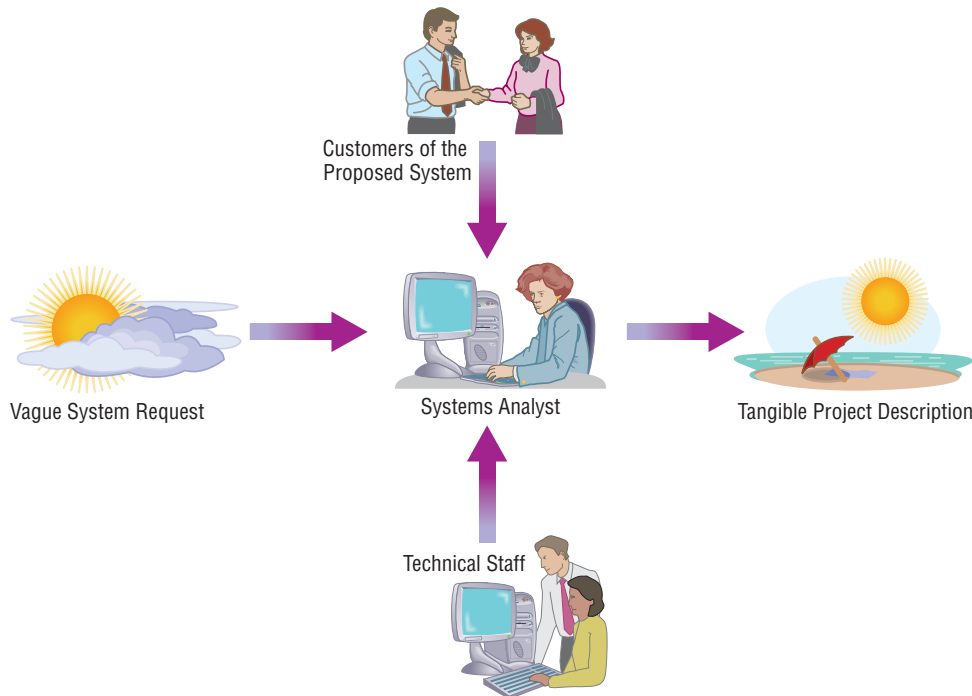 Customers of the
Proposed System
Vague System Request
Systems Analyst
Tangible Project Description
Technical Staff